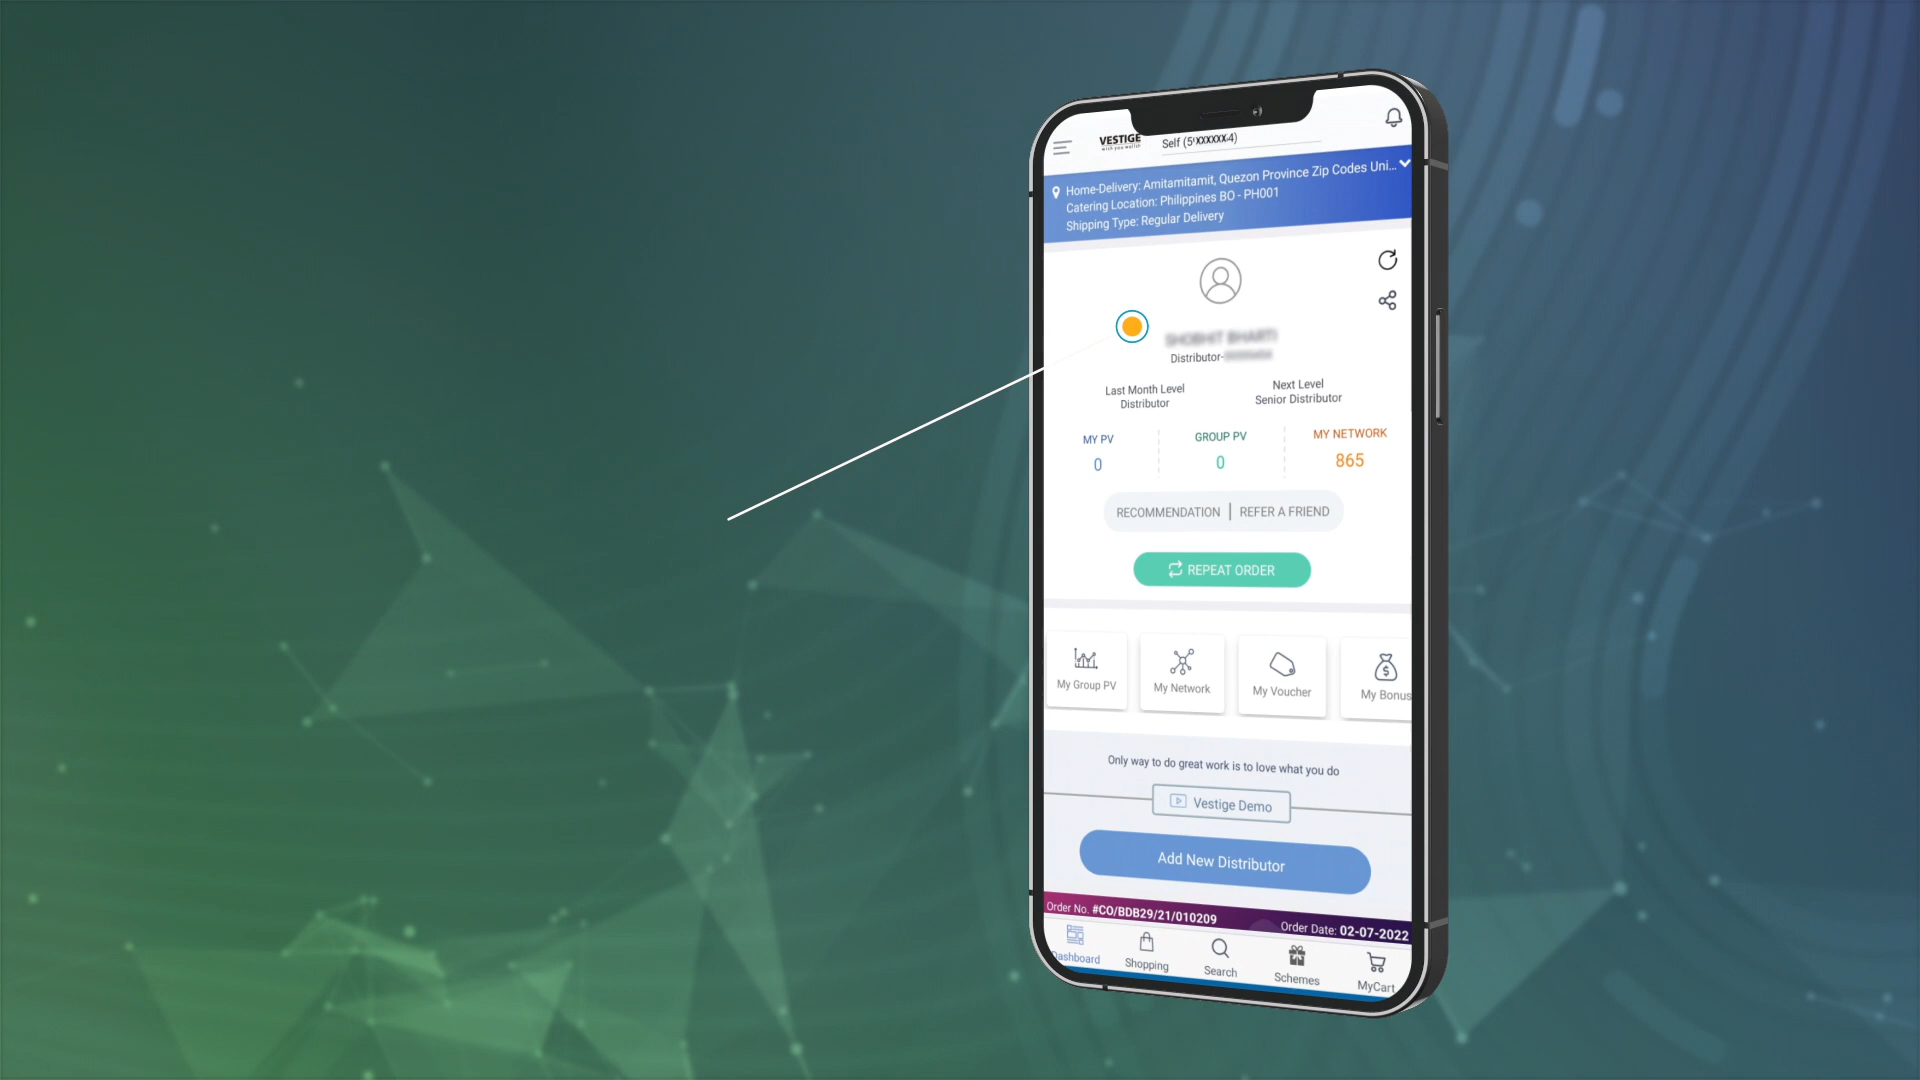 VESTIGE
wish you wellth
Self (5XXXXXX4)
Home-Delivery: Amitamitamit, Quezon Province Zip Codes Uni...
Catering Location: Philippines BO - PH001
Shipping Type: Regular Delivery
Distributor-
Last Month Level
Distributor
Next Level
Senior Distributor
MY PV
0
GROUP PV
0
MY NETWORK
865
RECOMMENDATION | REFER A FRIEND
REPEAT ORDER
My Group PV
My Network
My Voucher
My Bonus
Only way to do great work is to love what you do
Vestige Demo
Add New Distributor
Order No. #CO/BDB29/21/010209
Order Date: 02-07-2022
Dashboard
Shopping
Search
Schemes
MyCart